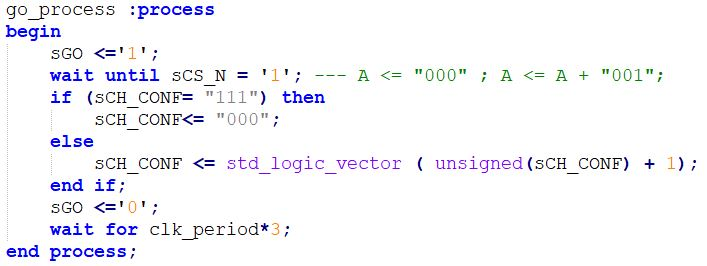 go_process :process
begin
sGO <='1';
wait until sCS_N = '1'; --- A <= "000" ; A <= A + "001";
if (sCH_CONF= "111") then
sCH_CONF<= "000";
else
sCH_CONF <= std_logic_vector ( unsigned(sCH_CONF) + 1);
end if;
sGO <='0';
wait for clk_period*3;
end process;